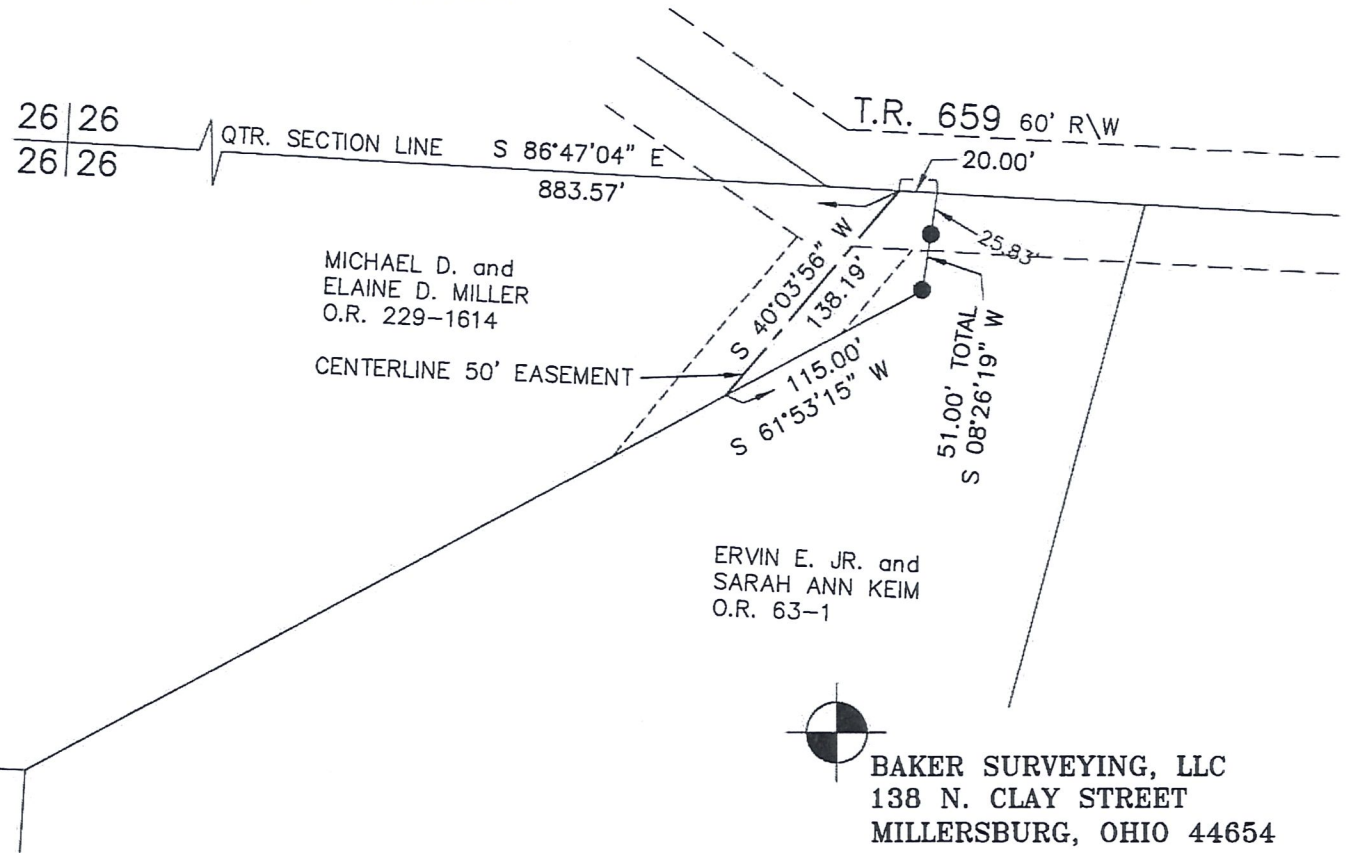 26|26
26|26
QTR. SECTION LINE S 86°47'04" E
883.57'
T.R. 659 60' R\W
20.00'
25.83'
MICHAEL D. and
ELAINE D. MILLER
O.R. 229-1614
S 40°03'56" W
138.19'
CENTERLINE 50' EASEMENT
115.00'
S 61°53'15" W
51.00' TOTAL
S 08°26'19" W
ERVIN E. JR. and
SARAH ANN KEIM
O.R. 63-1
BAKER SURVEYING, LLC
138 N. CLAY STREET
MILLERSBURG, OHIO 44654